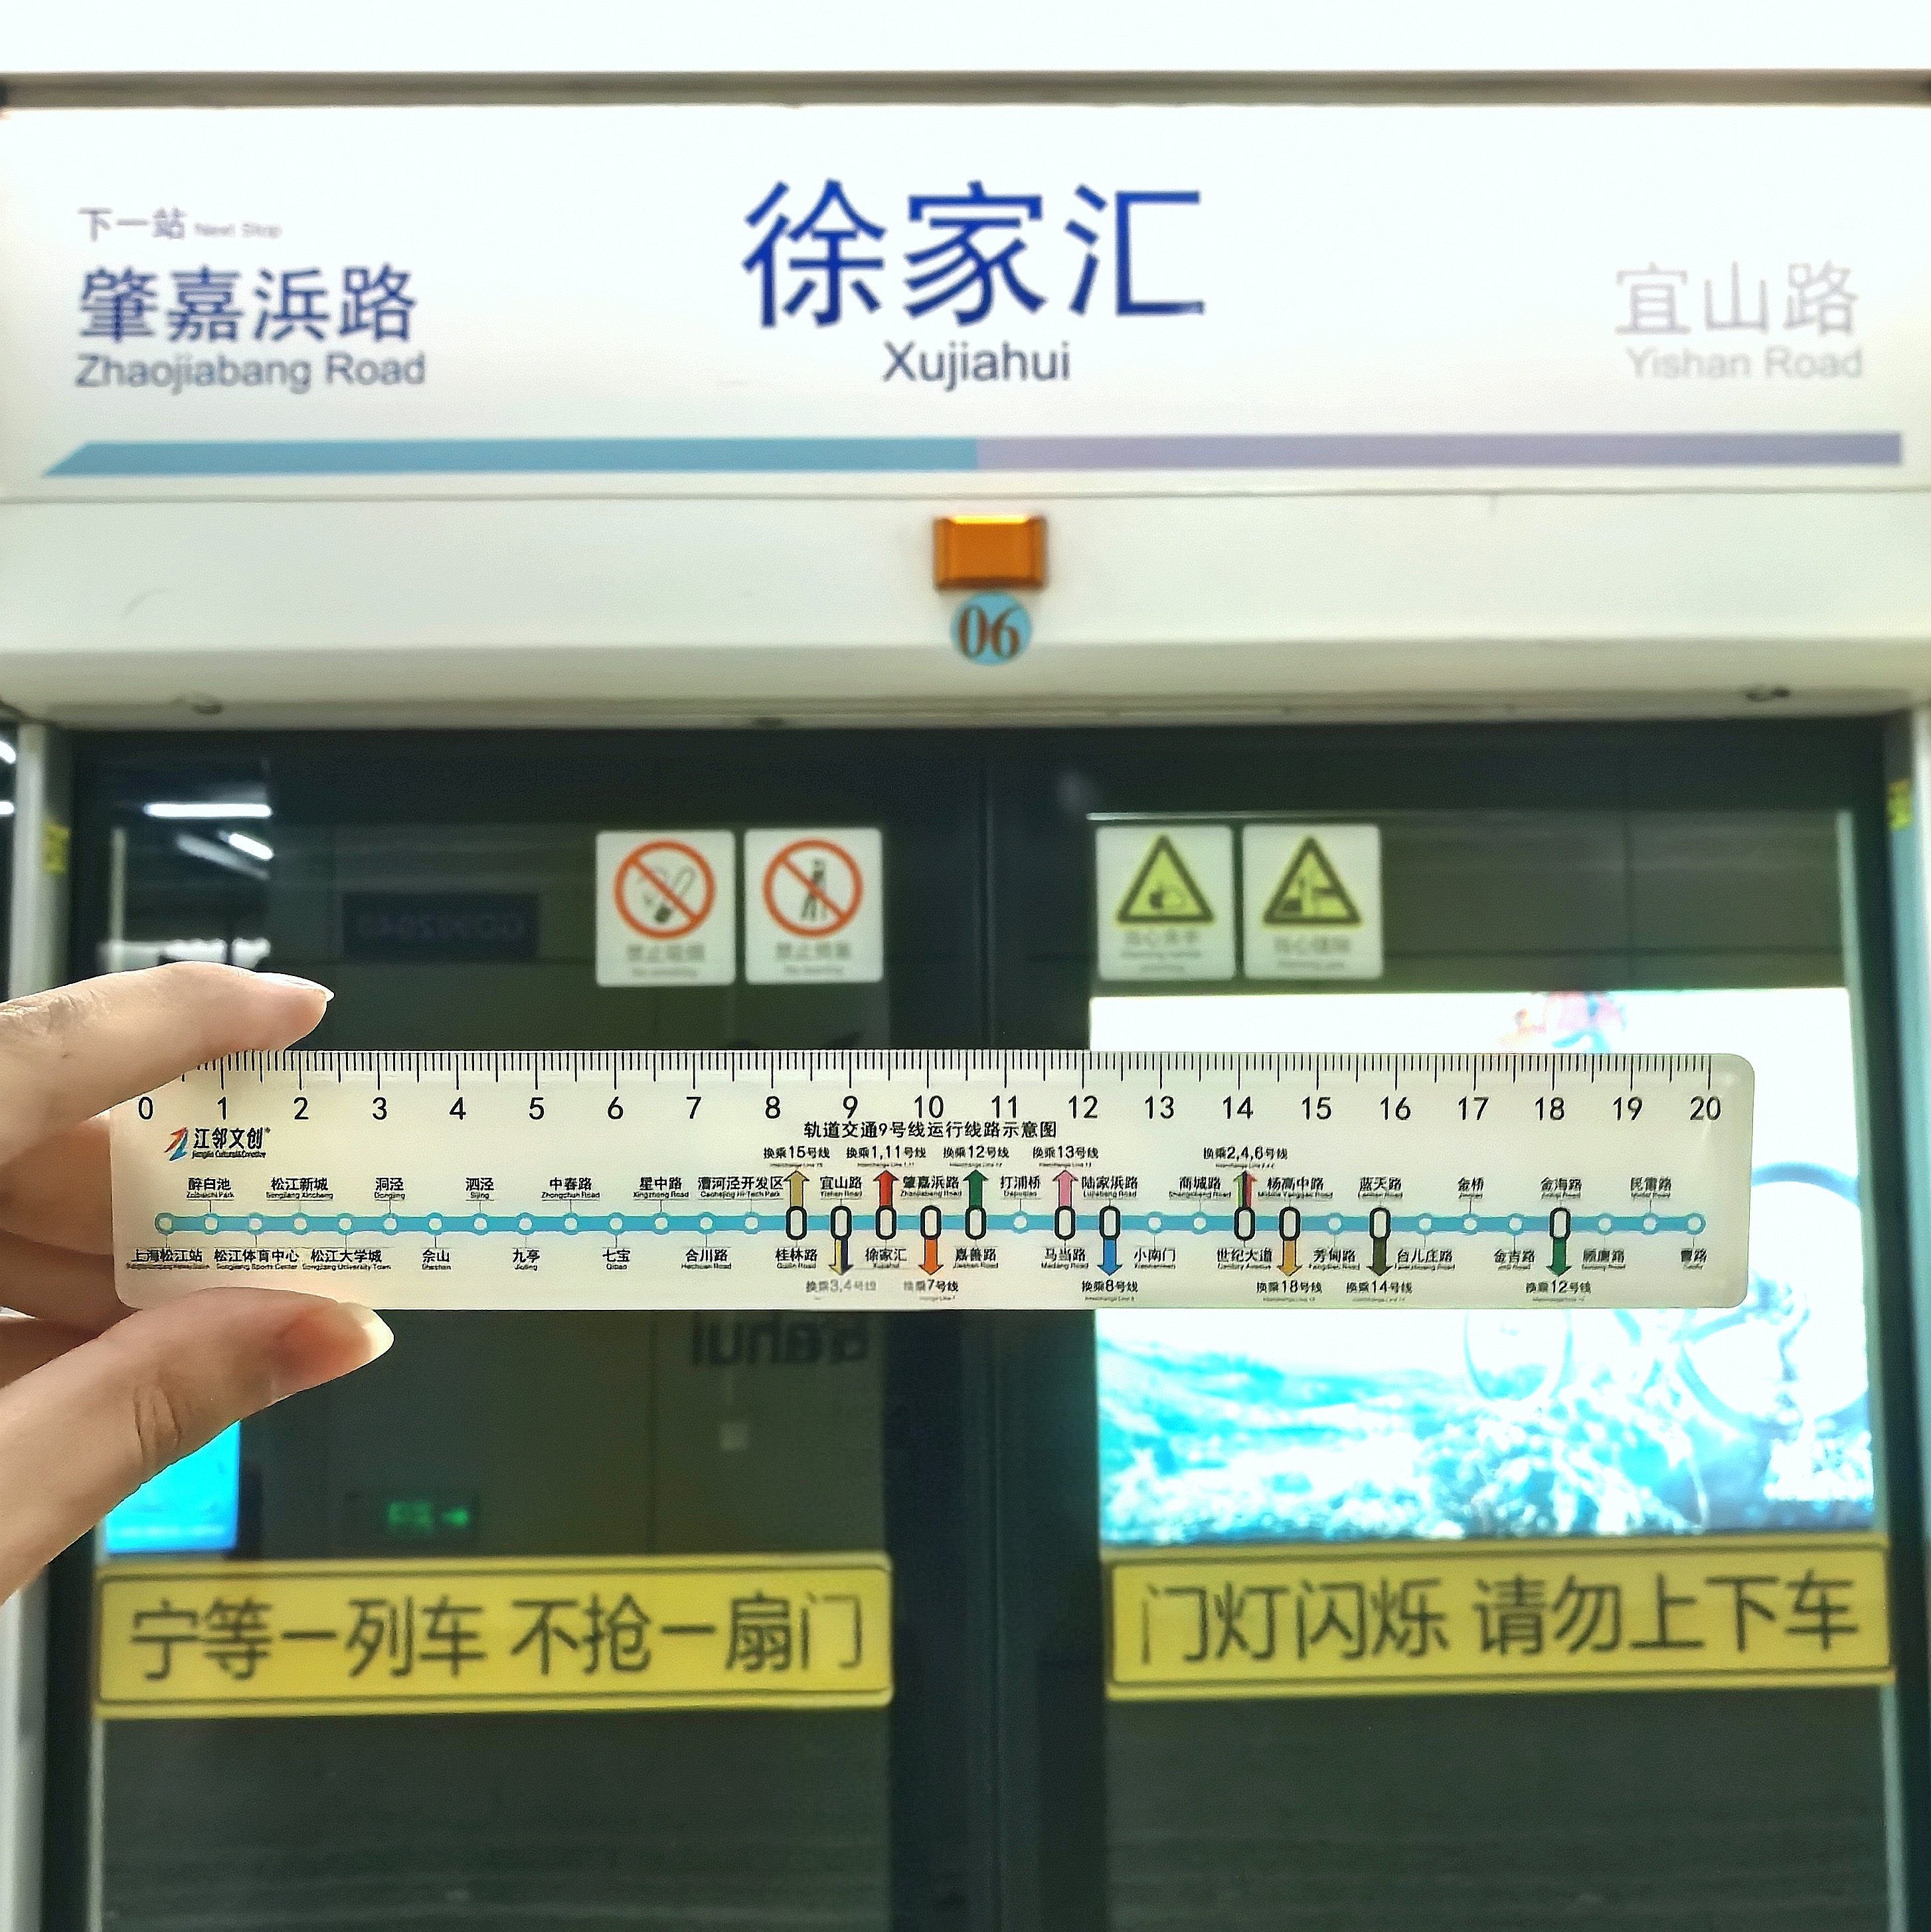 徐家汇
Xujiahui
下一站 Next Stop
肇嘉浜路
Zhaojiabang Road
宜山路
Yishan Road
06
禁止吸烟
0 1 2 3 4 5 6 7 8 9 10 11 12 13 14 15 16 17 18 19 20
江邻文创
轨道交通9号线运行线路示意图
换乘15号线 换乘1,11号线 换乘12号线 换乘13号线 换乘2,4,6号线
醉白池 松江新城 洞泾 泗泾 中春路 星中路 漕河泾开发区 宜山路 肇嘉浜路 打浦桥 陆家浜路 商城路 杨高中路 蓝天路 金桥 金海路 民雷路
上海松江站 松江体育中心 松江大学城 佘山 九亭 七宝 合川路 桂林路 徐家汇 嘉善路 马当路 小南门 世纪大道 芳甸路 台儿庄路 金吉路 顾唐路 曹路
换乘3,4号线 换乘7号线 换乘8号线 换乘18号线 换乘14号线 换乘12号线
宁等一列车 不抢一扇门
门灯闪烁 请勿上下车